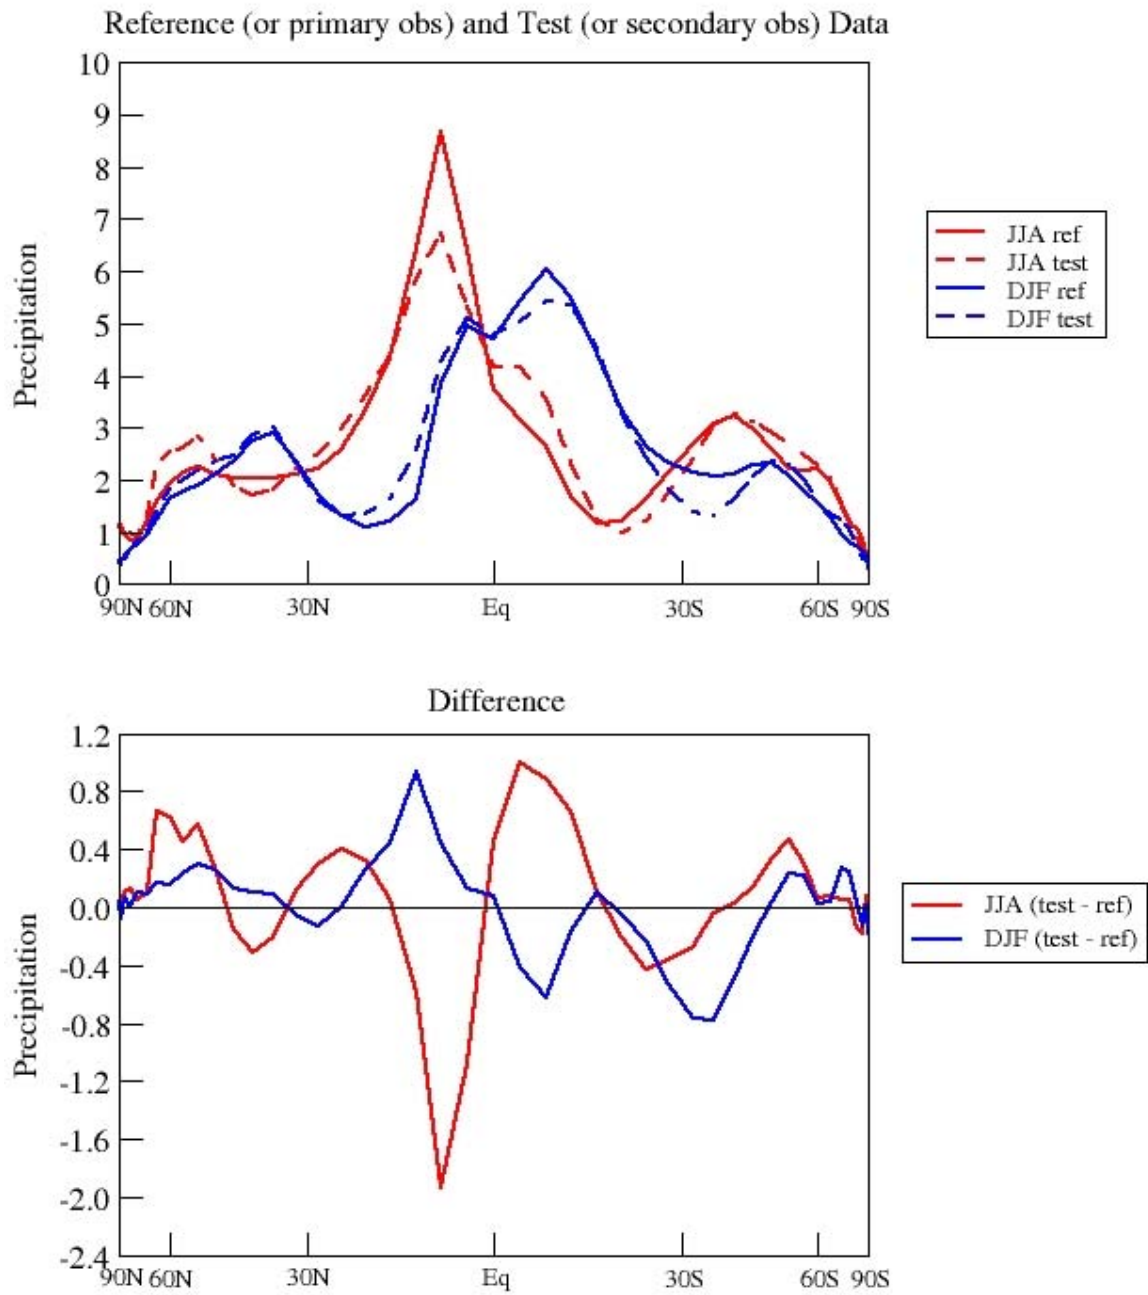 Reference (or primary obs) and Test (or secondary obs) Data
10
9
8
7
6
5
4
3
2
1
0
Precipitation
90N 60N 30N Eq 30S 60S 90S
JJA ref
JJA test
DJF ref
DJF test
Difference
1.2
0.8
0.4
0.0
-0.4
-0.8
-1.2
-1.6
-2.0
-2.4
Precipitation
90N 60N 30N Eq 30S 60S 90S
JJA (test - ref)
DJF (test - ref)